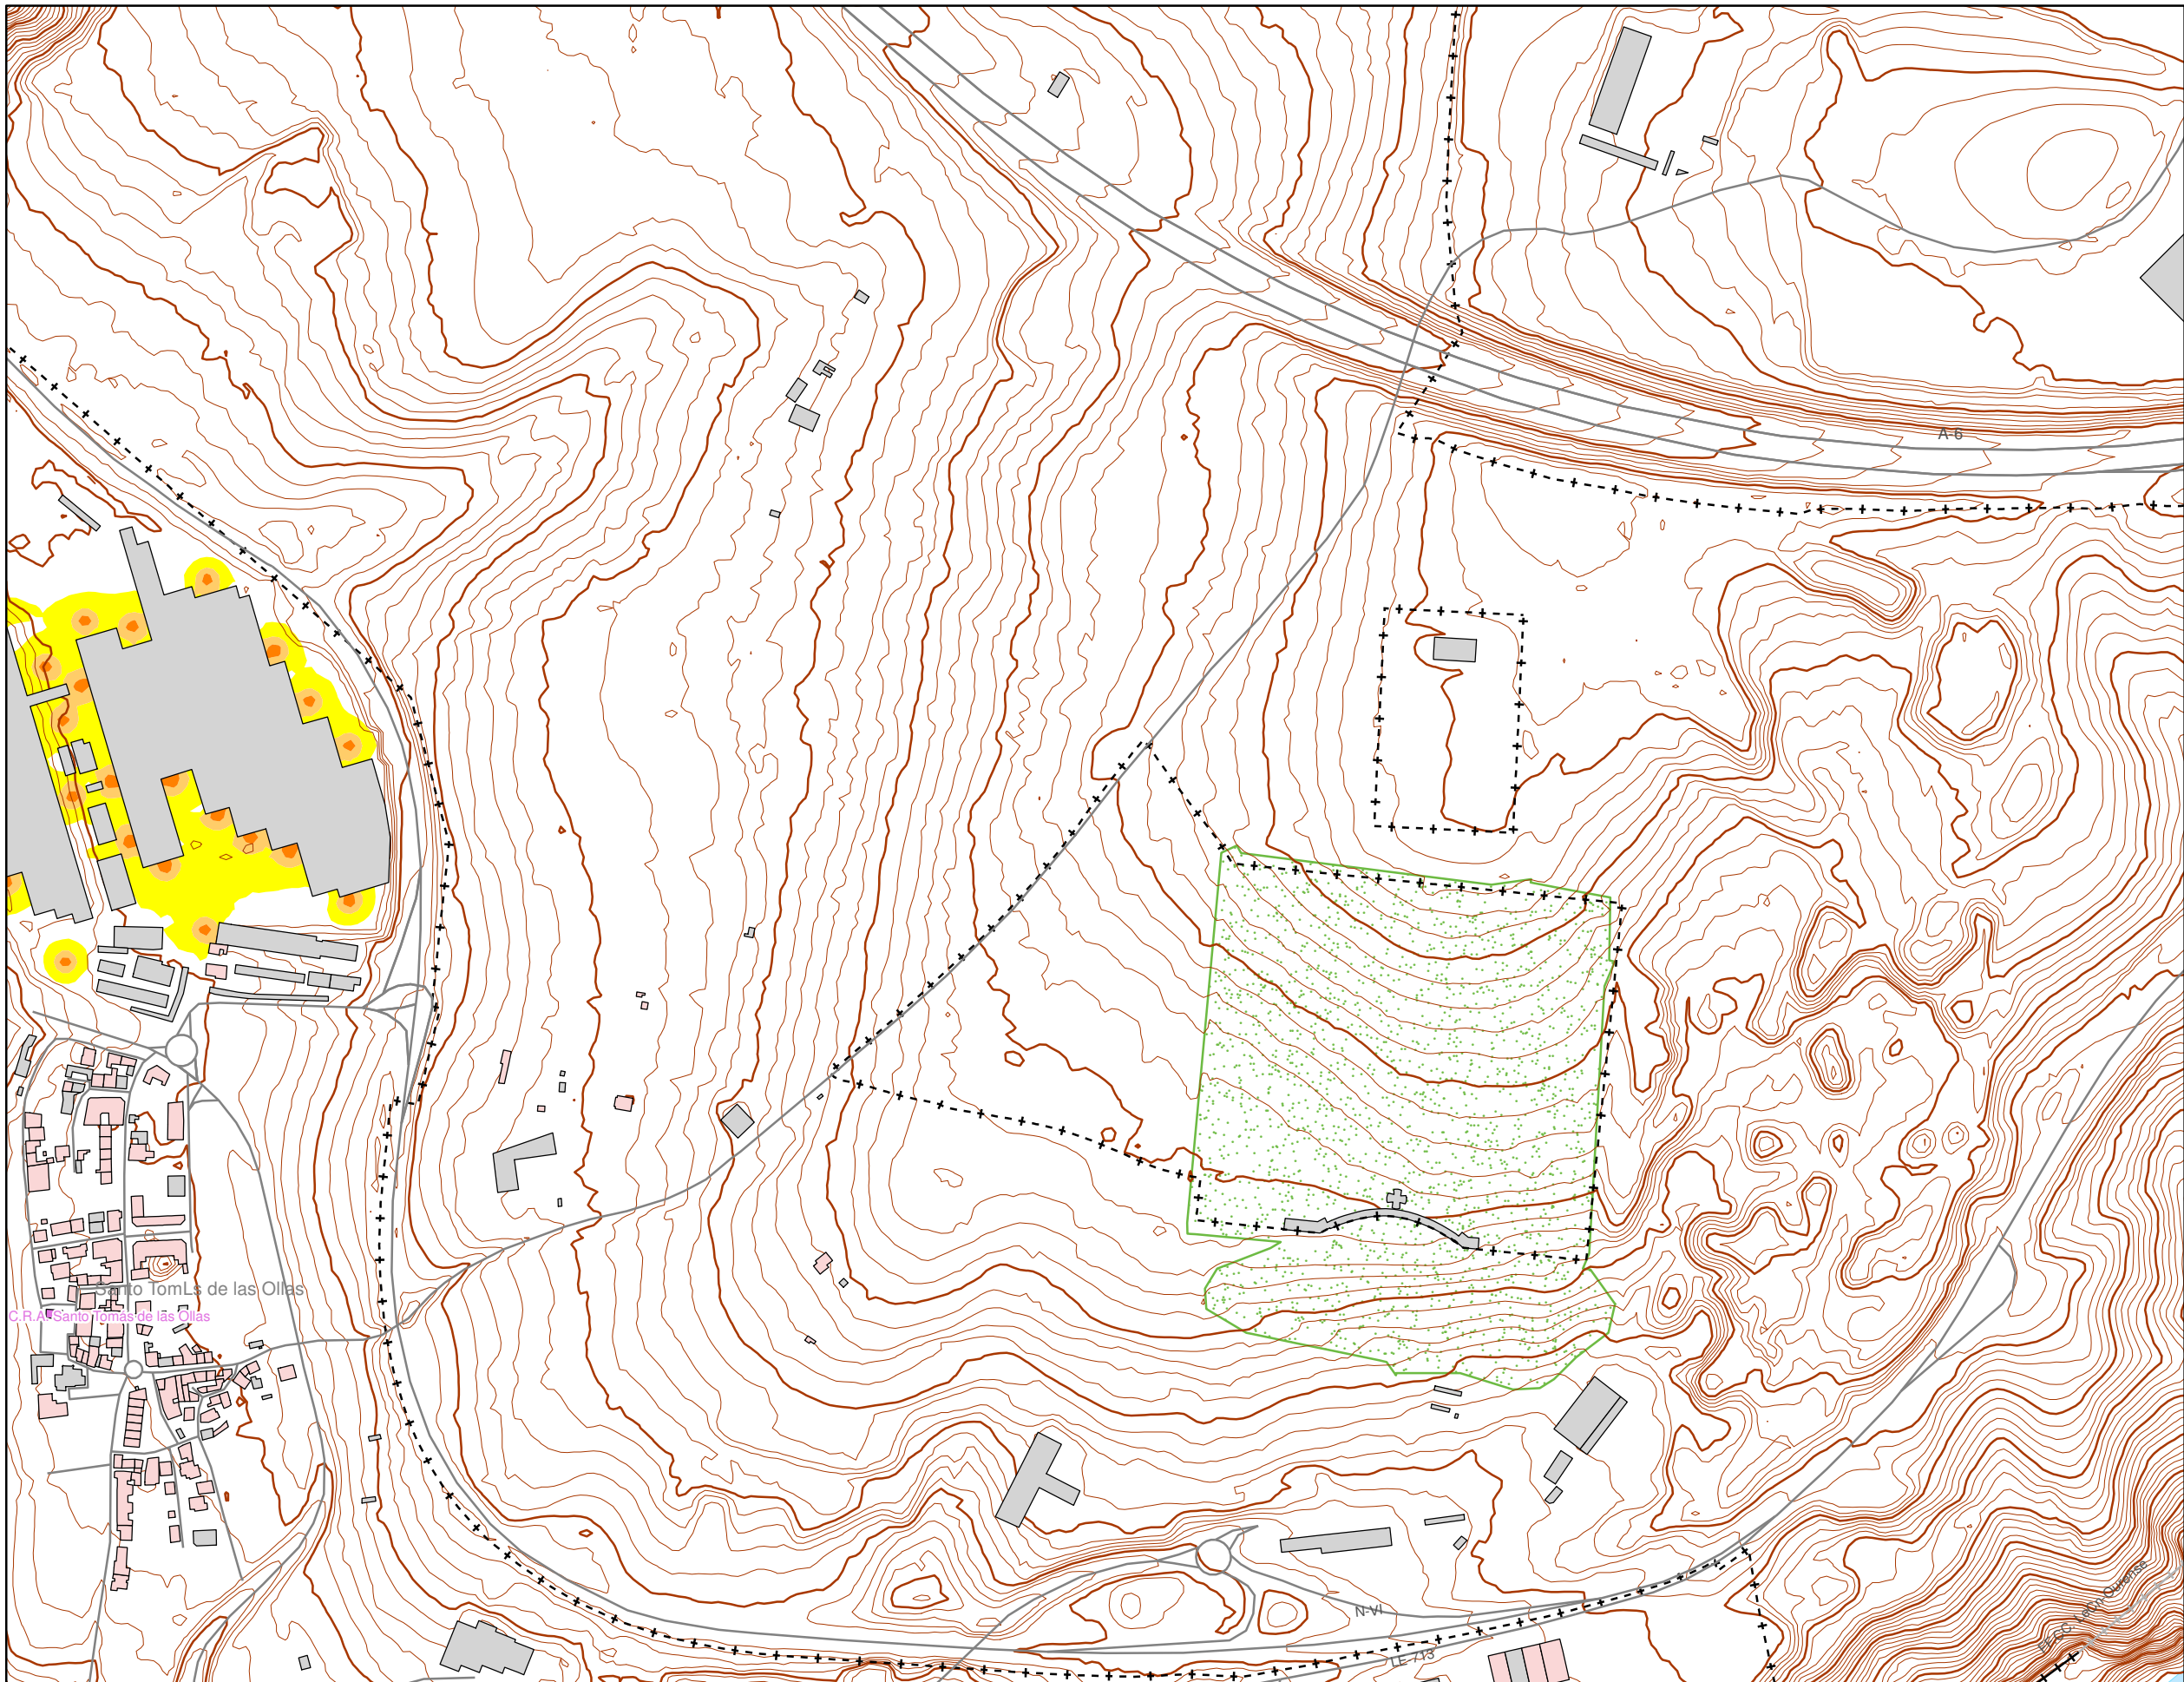 A-6
Santo TomLs de las Ollas
C.R.A. Santo Tomás de las Ollas
N-VI
LE-713